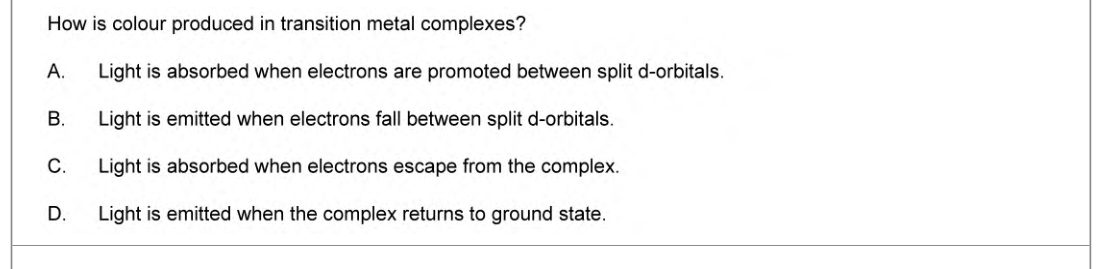 How is colour produced in transition metal complexes?
A. Light is absorbed when electrons are promoted between split d-orbitals.
B. Light is emitted when electrons fall between split d-orbitals.
C. Light is absorbed when electrons escape from the complex.
D. Light is emitted when the complex returns to ground state.